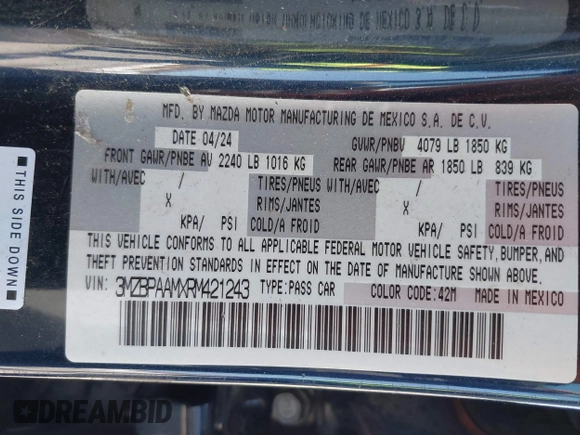 MFD. BY MAZDA MOTOR MANUFACTURING DE MEXICO S.A. DE C.V.
DATE 04/24 GVWR/PNBV 4079 LB 1850 KG
FRONT GAWR/PNBE AV 2240 LB 1016 KG REAR GAWR/PNBE AR 1850 LB 839 KG
WITH/AVEC / TIRES/PNEUS WITH/AVEC / TIRES/PNEUS
X RIMS/JANTES X RIMS/JANTES
KPA/ PSI COLD/A FROID KPA/ PSI COLD/A FROID
THIS VEHICLE CONFORMS TO ALL APPLICABLE FEDERAL MOTOR VEHICLE SAFETY, BUMPER, AND
THEFT PREVENTION STANDARDS IN EFFECT ON THE DATE OF MANUFACTURE SHOWN ABOVE.
VIN: 3MZBPAAMXRM421243 TYPE:PASS CAR COLOR CODE:42M MADE IN MEXICO
THIS SIDE DOWN
DREAMBID